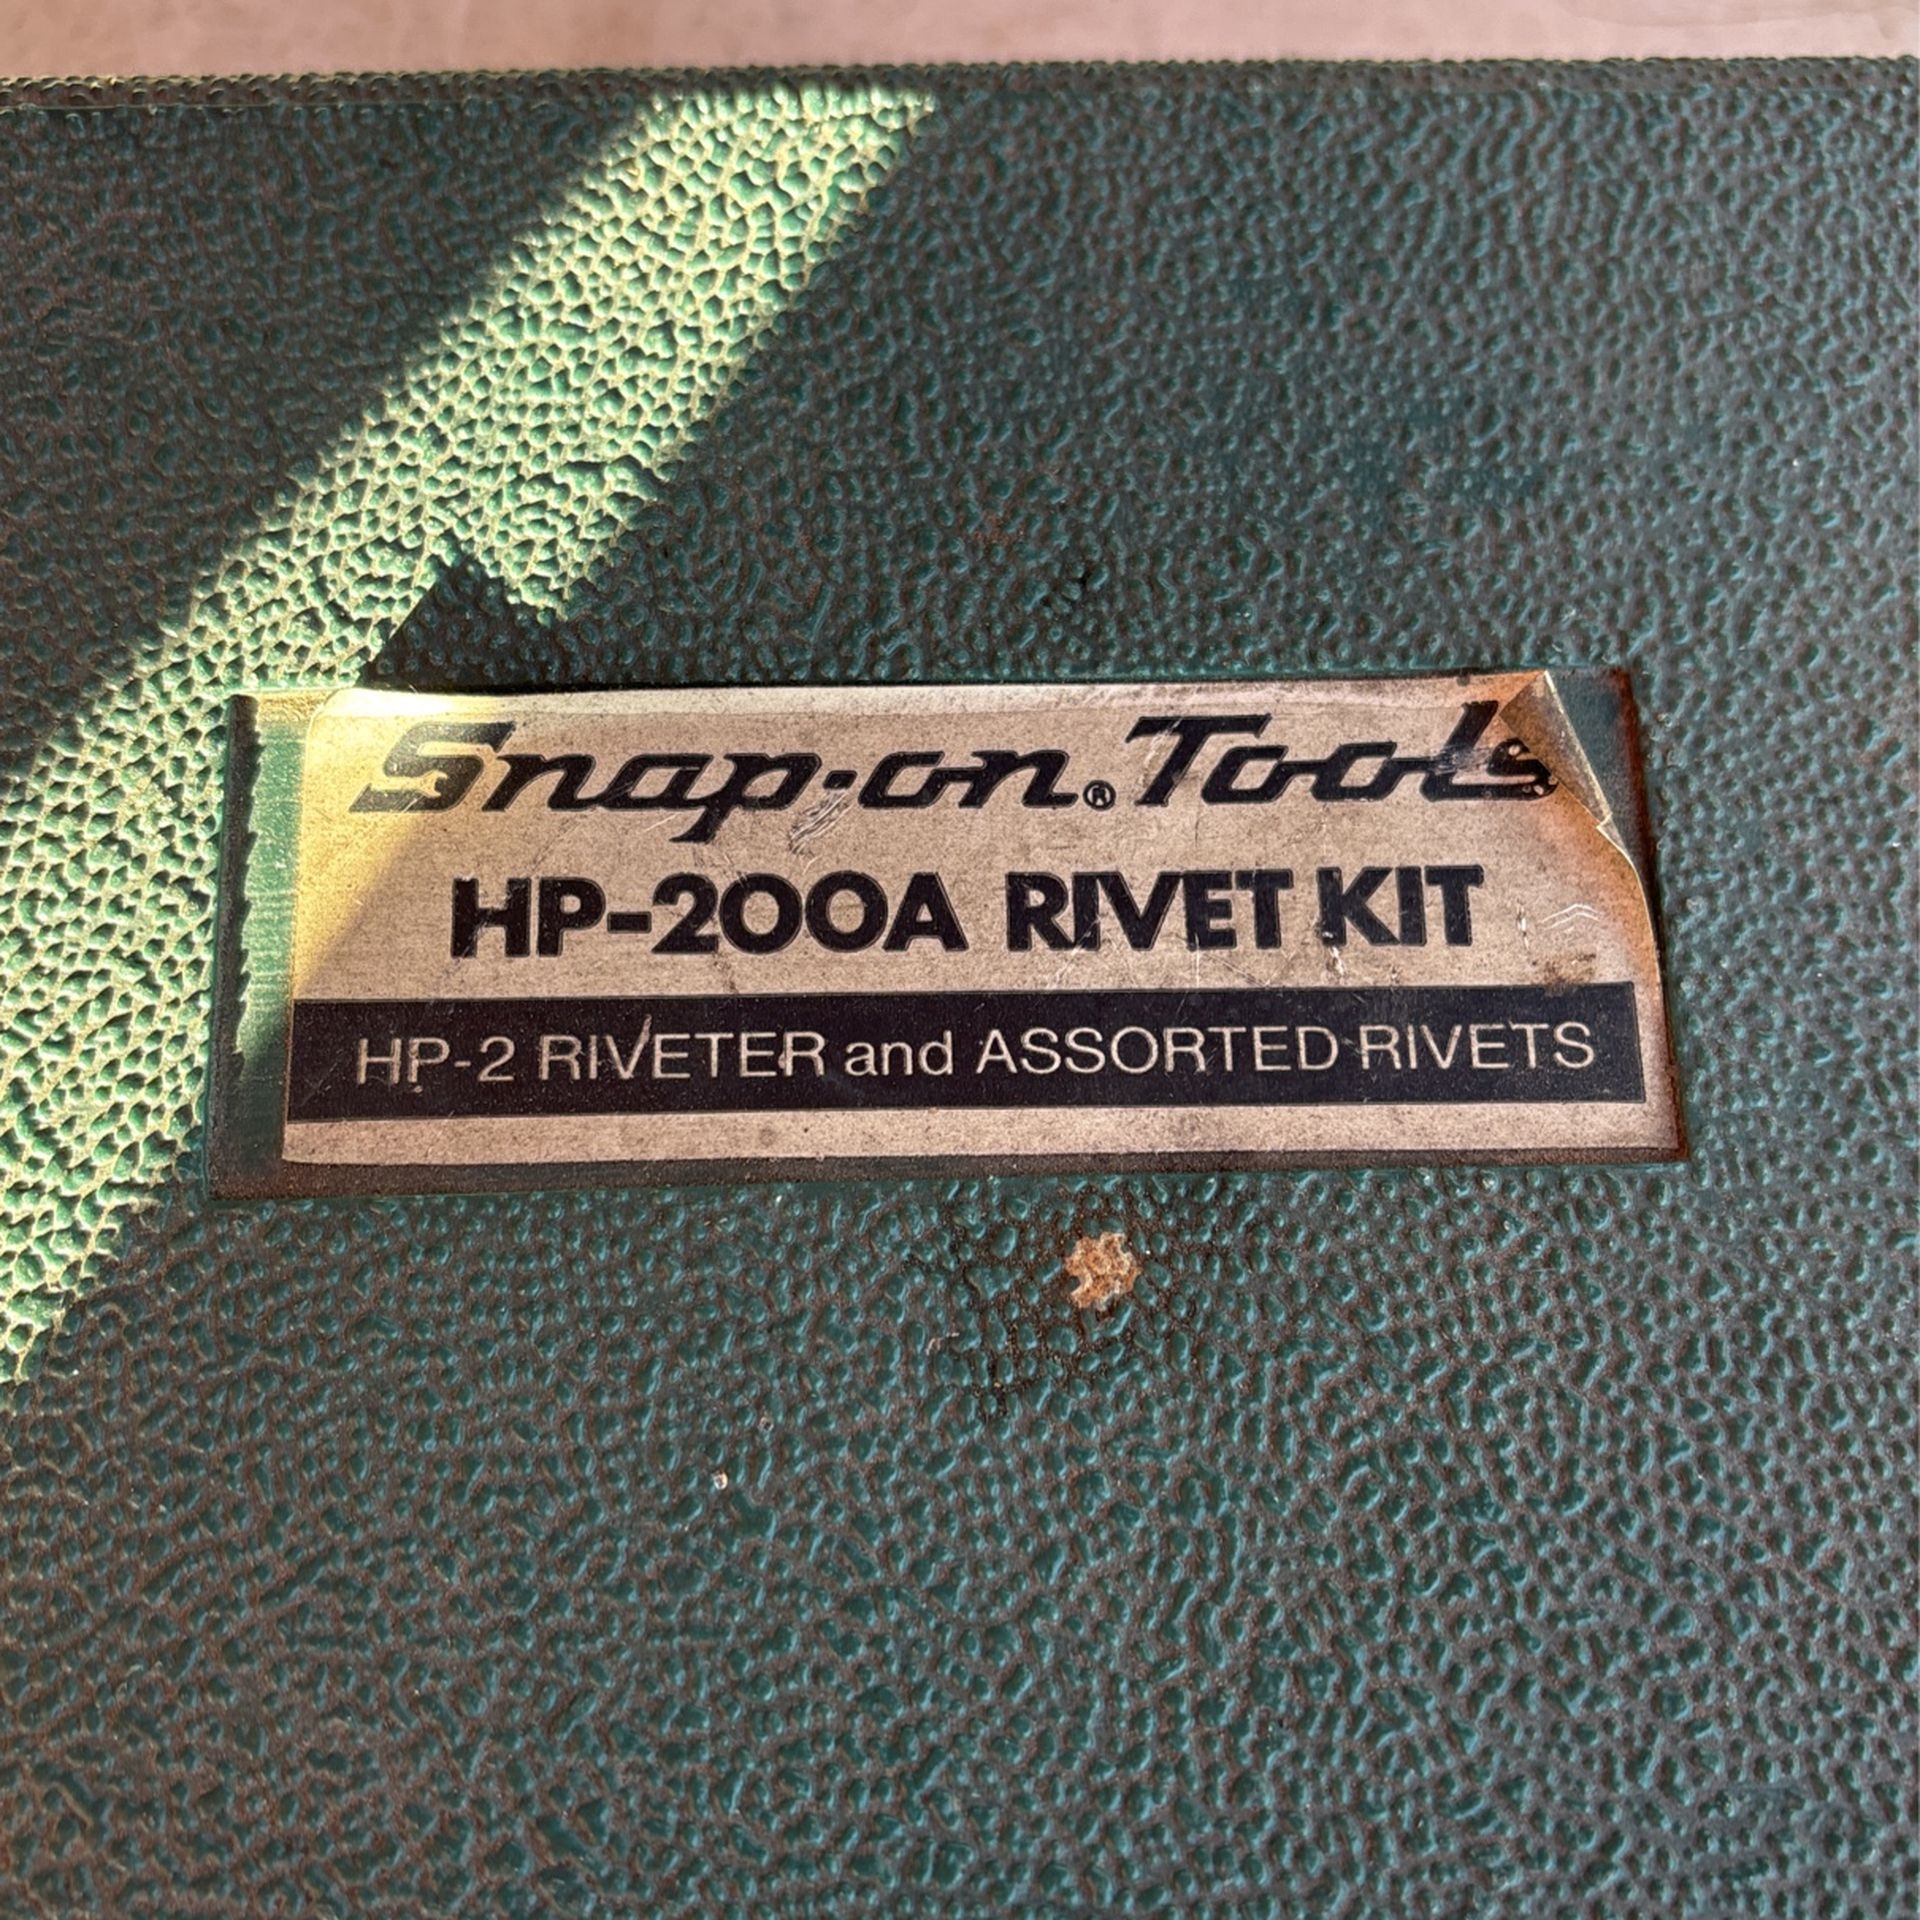 Snap-on® Tools
HP-200A RIVET KIT
HP-2 RIVETER and ASSORTED RIVETS